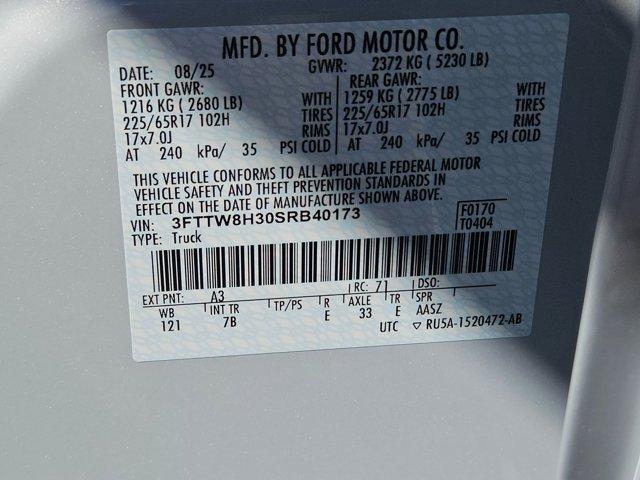 MFD. BY FORD MOTOR CO.
DATE: 08/25 GVWR: 2372 KG ( 5230 LB)
FRONT GAWR: REAR GAWR:
1216 KG ( 2680 LB) WITH 1259 KG ( 2775 LB) WITH
225/65R17 102H TIRES 225/65R17 102H TIRES
17x7.0J RIMS 17x7.0J RIMS
AT 240 kPa/ 35 PSI COLD AT 240 kPa/ 35 PSI COLD
THIS VEHICLE CONFORMS TO ALL APPLICABLE FEDERAL MOTOR
VEHICLE SAFETY AND THEFT PREVENTION STANDARDS IN
EFFECT ON THE DATE OF MANUFACTURE SHOWN ABOVE.
VIN: 3FTTW8H30SRB40173 F0170
TYPE: Truck T0404
EXT PNT: A3 RC: 71 DSO:
WB INT TR TP/PS R AXLE TR SPR
121 7B E 33 E AASZ
UTC ▽ RU5A-1520472-AB